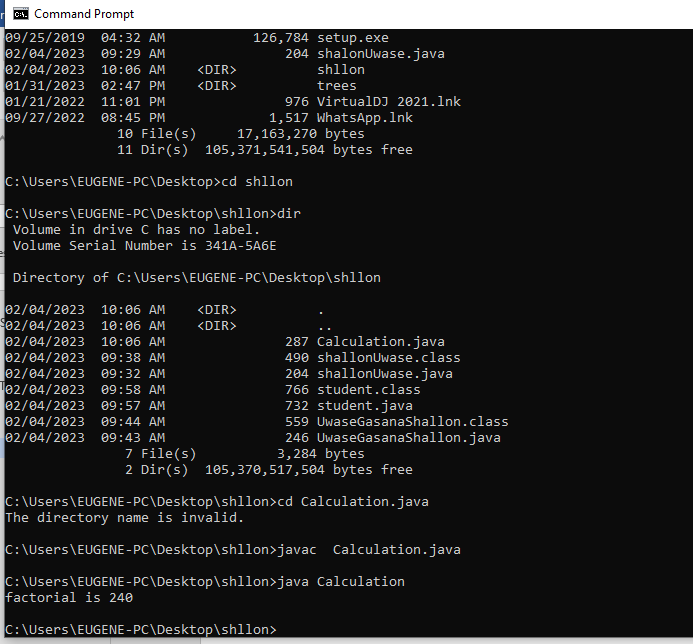 Command Prompt
09/25/2019  04:32 AM           126,784 setup.exe
02/04/2023  09:29 AM               204 shalonUwase.java
02/04/2023  10:06 AM    <DIR>          shllon
01/31/2023  02:47 PM    <DIR>          trees
01/21/2022  11:01 PM               976 VirtualDJ 2021.lnk
09/27/2022  08:45 PM             1,517 WhatsApp.lnk
              10 File(s)     17,163,270 bytes
              11 Dir(s)  105,371,541,504 bytes free
C:\Users\EUGENE-PC\Desktop>cd shllon
C:\Users\EUGENE-PC\Desktop\shllon>dir
 Volume in drive C has no label.
 Volume Serial Number is 341A-5A6E
 Directory of C:\Users\EUGENE-PC\Desktop\shllon
02/04/2023  10:06 AM    <DIR>          .
02/04/2023  10:06 AM    <DIR>          ..
02/04/2023  10:06 AM               287 Calculation.java
02/04/2023  09:38 AM               490 shallonUwase.class
02/04/2023  09:32 AM               204 shallonUwase.java
02/04/2023  09:58 AM               766 student.class
02/04/2023  09:57 AM               732 student.java
02/04/2023  09:44 AM               559 UwaseGasanaShallon.class
02/04/2023  09:43 AM               246 UwaseGasanaShallon.java
               7 File(s)          3,284 bytes
               2 Dir(s)  105,370,517,504 bytes free
C:\Users\EUGENE-PC\Desktop\shllon>cd Calculation.java
The directory name is invalid.
C:\Users\EUGENE-PC\Desktop\shllon>javac  Calculation.java
C:\Users\EUGENE-PC\Desktop\shllon>java Calculation
factorial is 240
C:\Users\EUGENE-PC\Desktop\shllon>